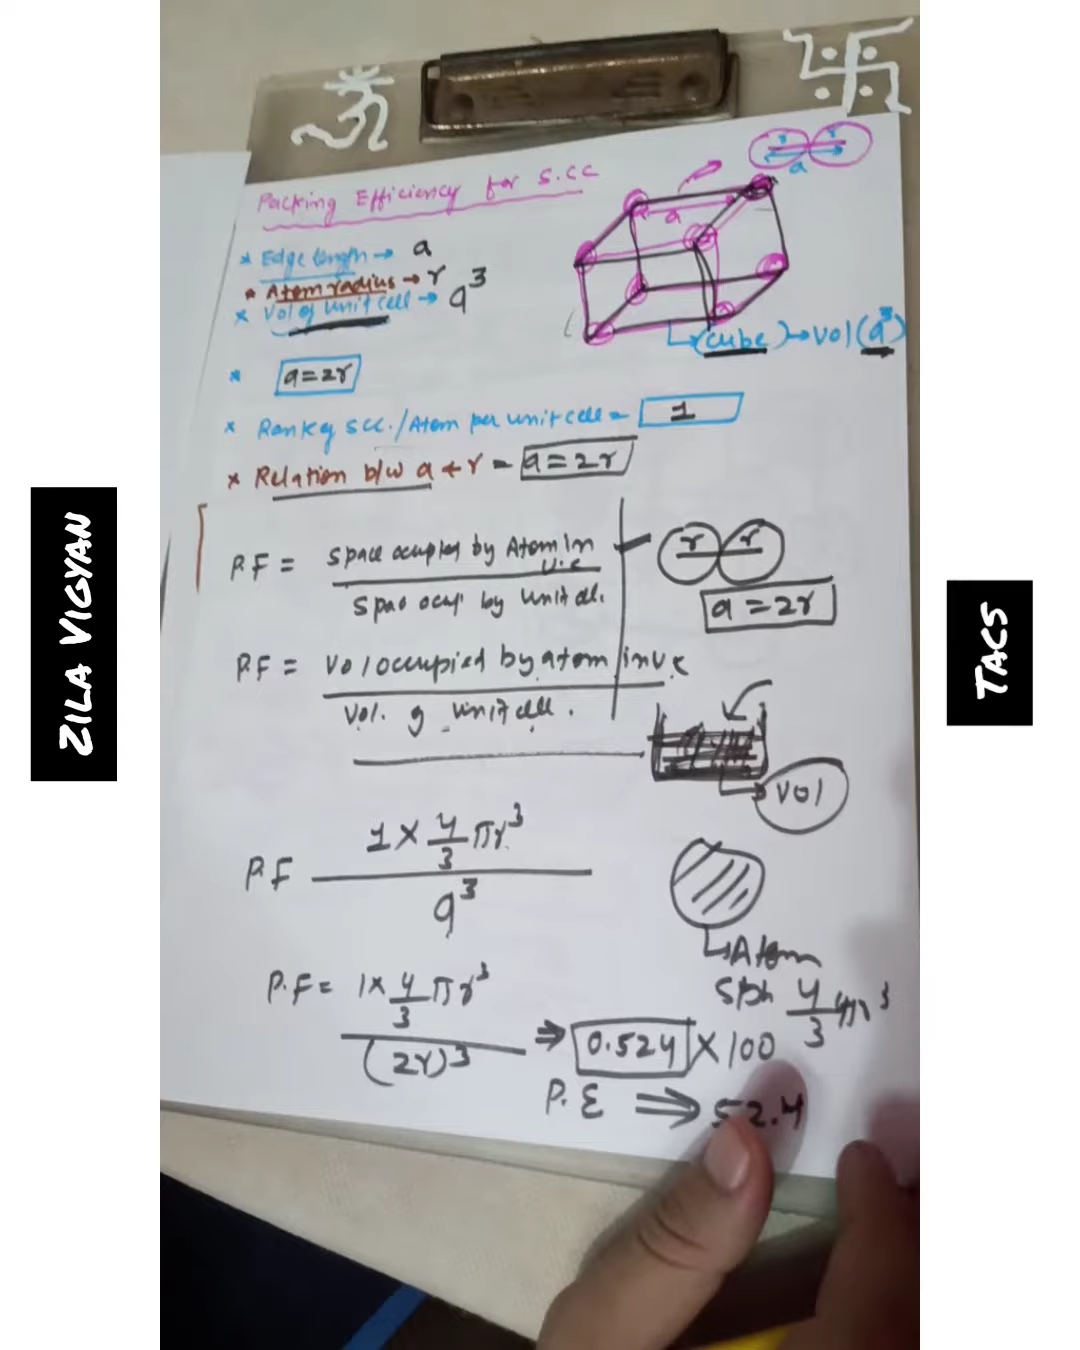 ॐ
Packing Efficiency for S.CC
r r
a
* Edge length → a
* Atom radius → r
* Vol of unit cell → a³
a
(cube) → vol (a³)
* a=2r
* Rank of SCC./Atom per unit cell = 1
* Relation b/w a & r = a=2r
P.F = Space occupied by Atom in u.c
Spac occup by Unit cell.
r r
a=2r
P.F = Vol occupied by atom in u.c
Vol. of unit cell.
Vol
P.F 1 × 4/3 πr³
a³
Atom
Sph 4/3 πr³
P.F = 1× 4/3 πr³
(2r)³
⇒ 0.524 × 100
P.E ⇒ 52.4
ZILA VIGYAN
TACS